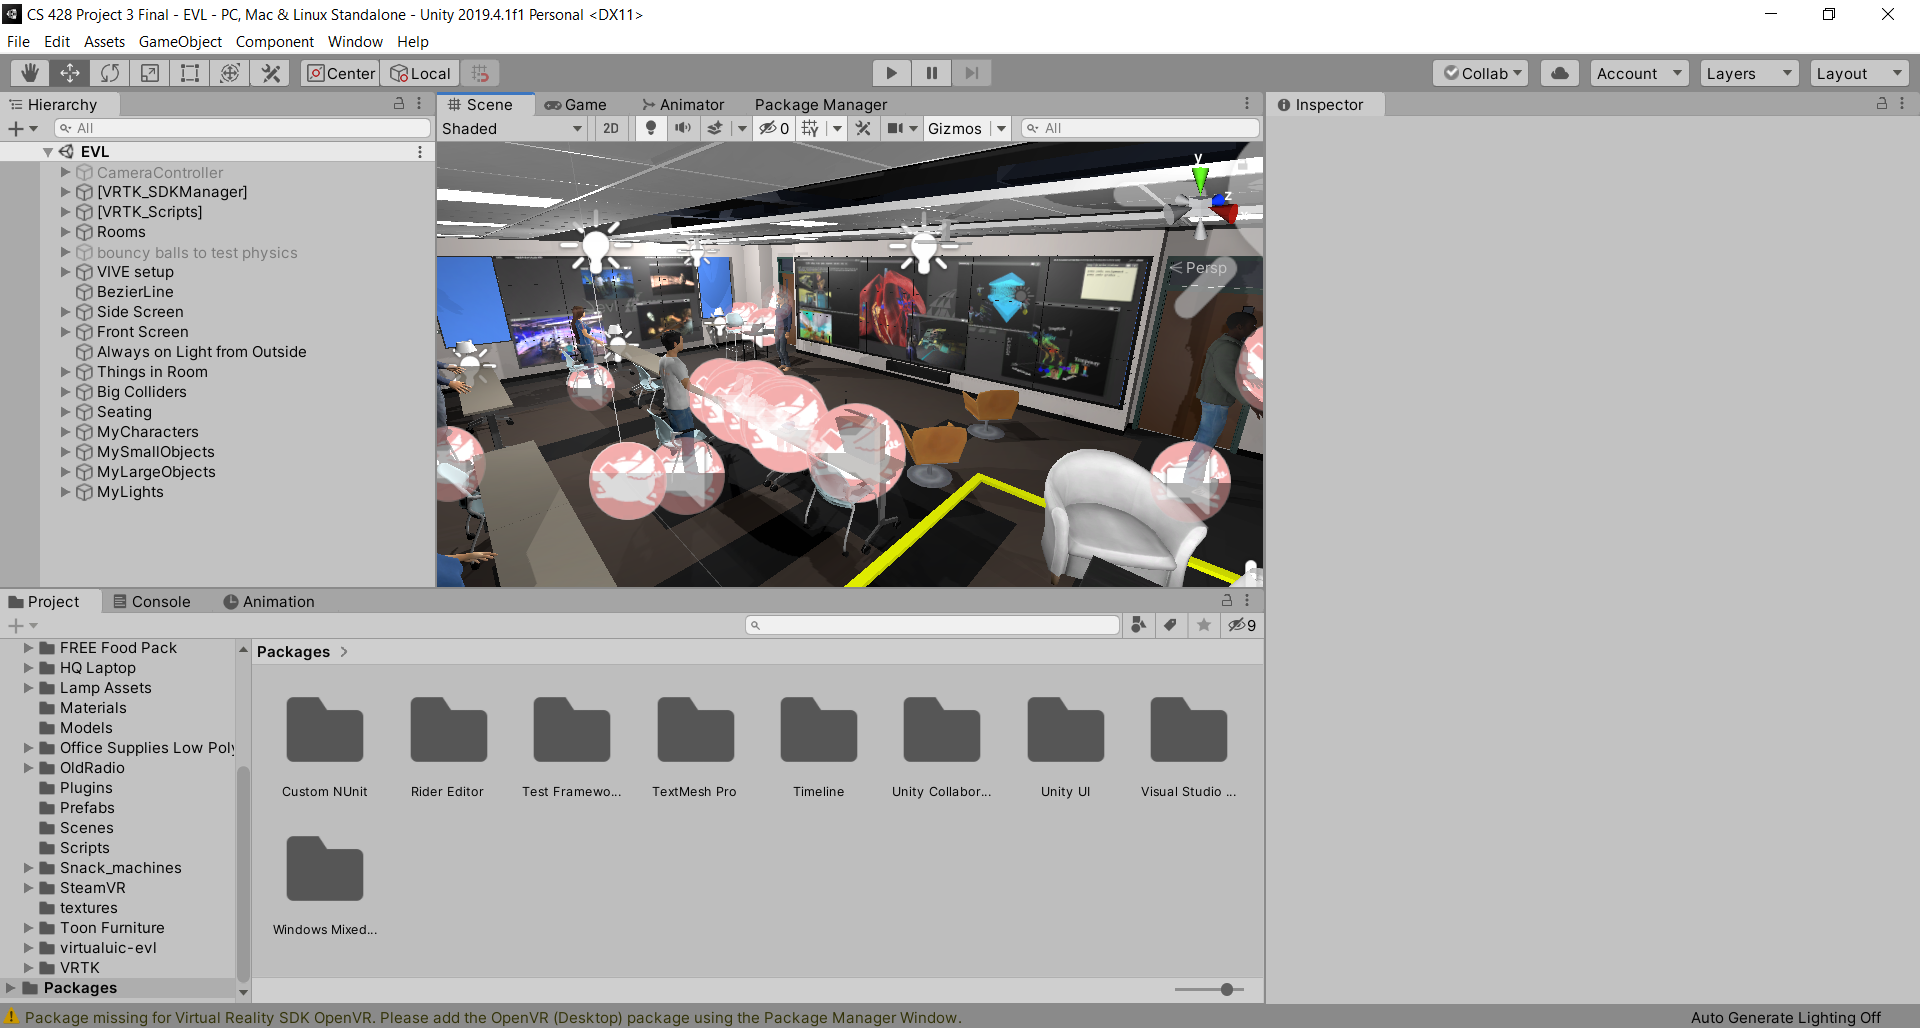 CS 428 Project 3 Final - EVL - PC, Mac & Linux Standalone - Unity 2019.4.1f1 Personal <DX11>
File Edit Assets GameObject Component Window Help
Center Local Collab Account Layers Layout
Hierarchy
All
EVL
CameraController
[VRTK_SDKManager]
[VRTK_Scripts]
Rooms
bouncy balls to test physics
VIVE setup
BezierLine
Side Screen
Front Screen
Always on Light from Outside
Things in Room
Big Colliders
Seating
MyCharacters
MySmallObjects
MyLargeObjects
MyLights
Scene Game Animator Package Manager
Shaded 2D 0 Gizmos All
y
z
Persp
Inspector
Project Console Animation
9
FREE Food Pack
HQ Laptop
Lamp Assets
Materials
Models
Office Supplies Low Poly
OldRadio
Plugins
Prefabs
Scenes
Scripts
Snack_machines
SteamVR
textures
Toon Furniture
virtualuic-evl
VRTK
Packages
Packages
Custom NUnit Rider Editor Test Framewo... TextMesh Pro Timeline Unity Collabor... Unity UI Visual Studio ...
Windows Mixed...
Package missing for Virtual Reality SDK OpenVR. Please add the OpenVR (Desktop) package using the Package Manager Window.
Auto Generate Lighting Off